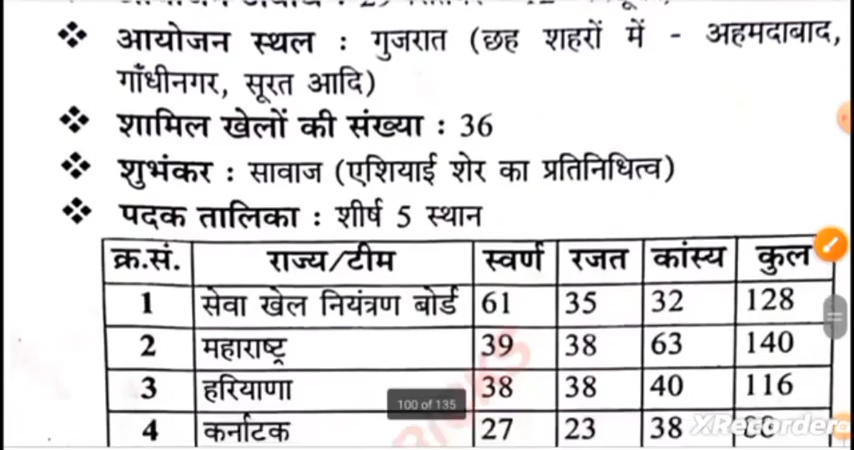 ❖ आयोजन स्थल : गुजरात (छह शहरों में - अहमदाबाद,
गाँधीनगर, सूरत आदि)
❖ शामिल खेलों की संख्या : 36
❖ शुभंकर : सावाज (एशियाई शेर का प्रतिनिधित्व)
❖ पदक तालिका : शीर्ष 5 स्थान
क्र.सं. राज्य/टीम स्वर्ण रजत कांस्य कुल
1 सेवा खेल नियंत्रण बोर्ड 61 35 32 128
2 महाराष्ट्र 39 38 63 140
3 हरियाणा 38 38 40 116
100 of 135
4 कर्नाटक 27 23 38
XRecorder